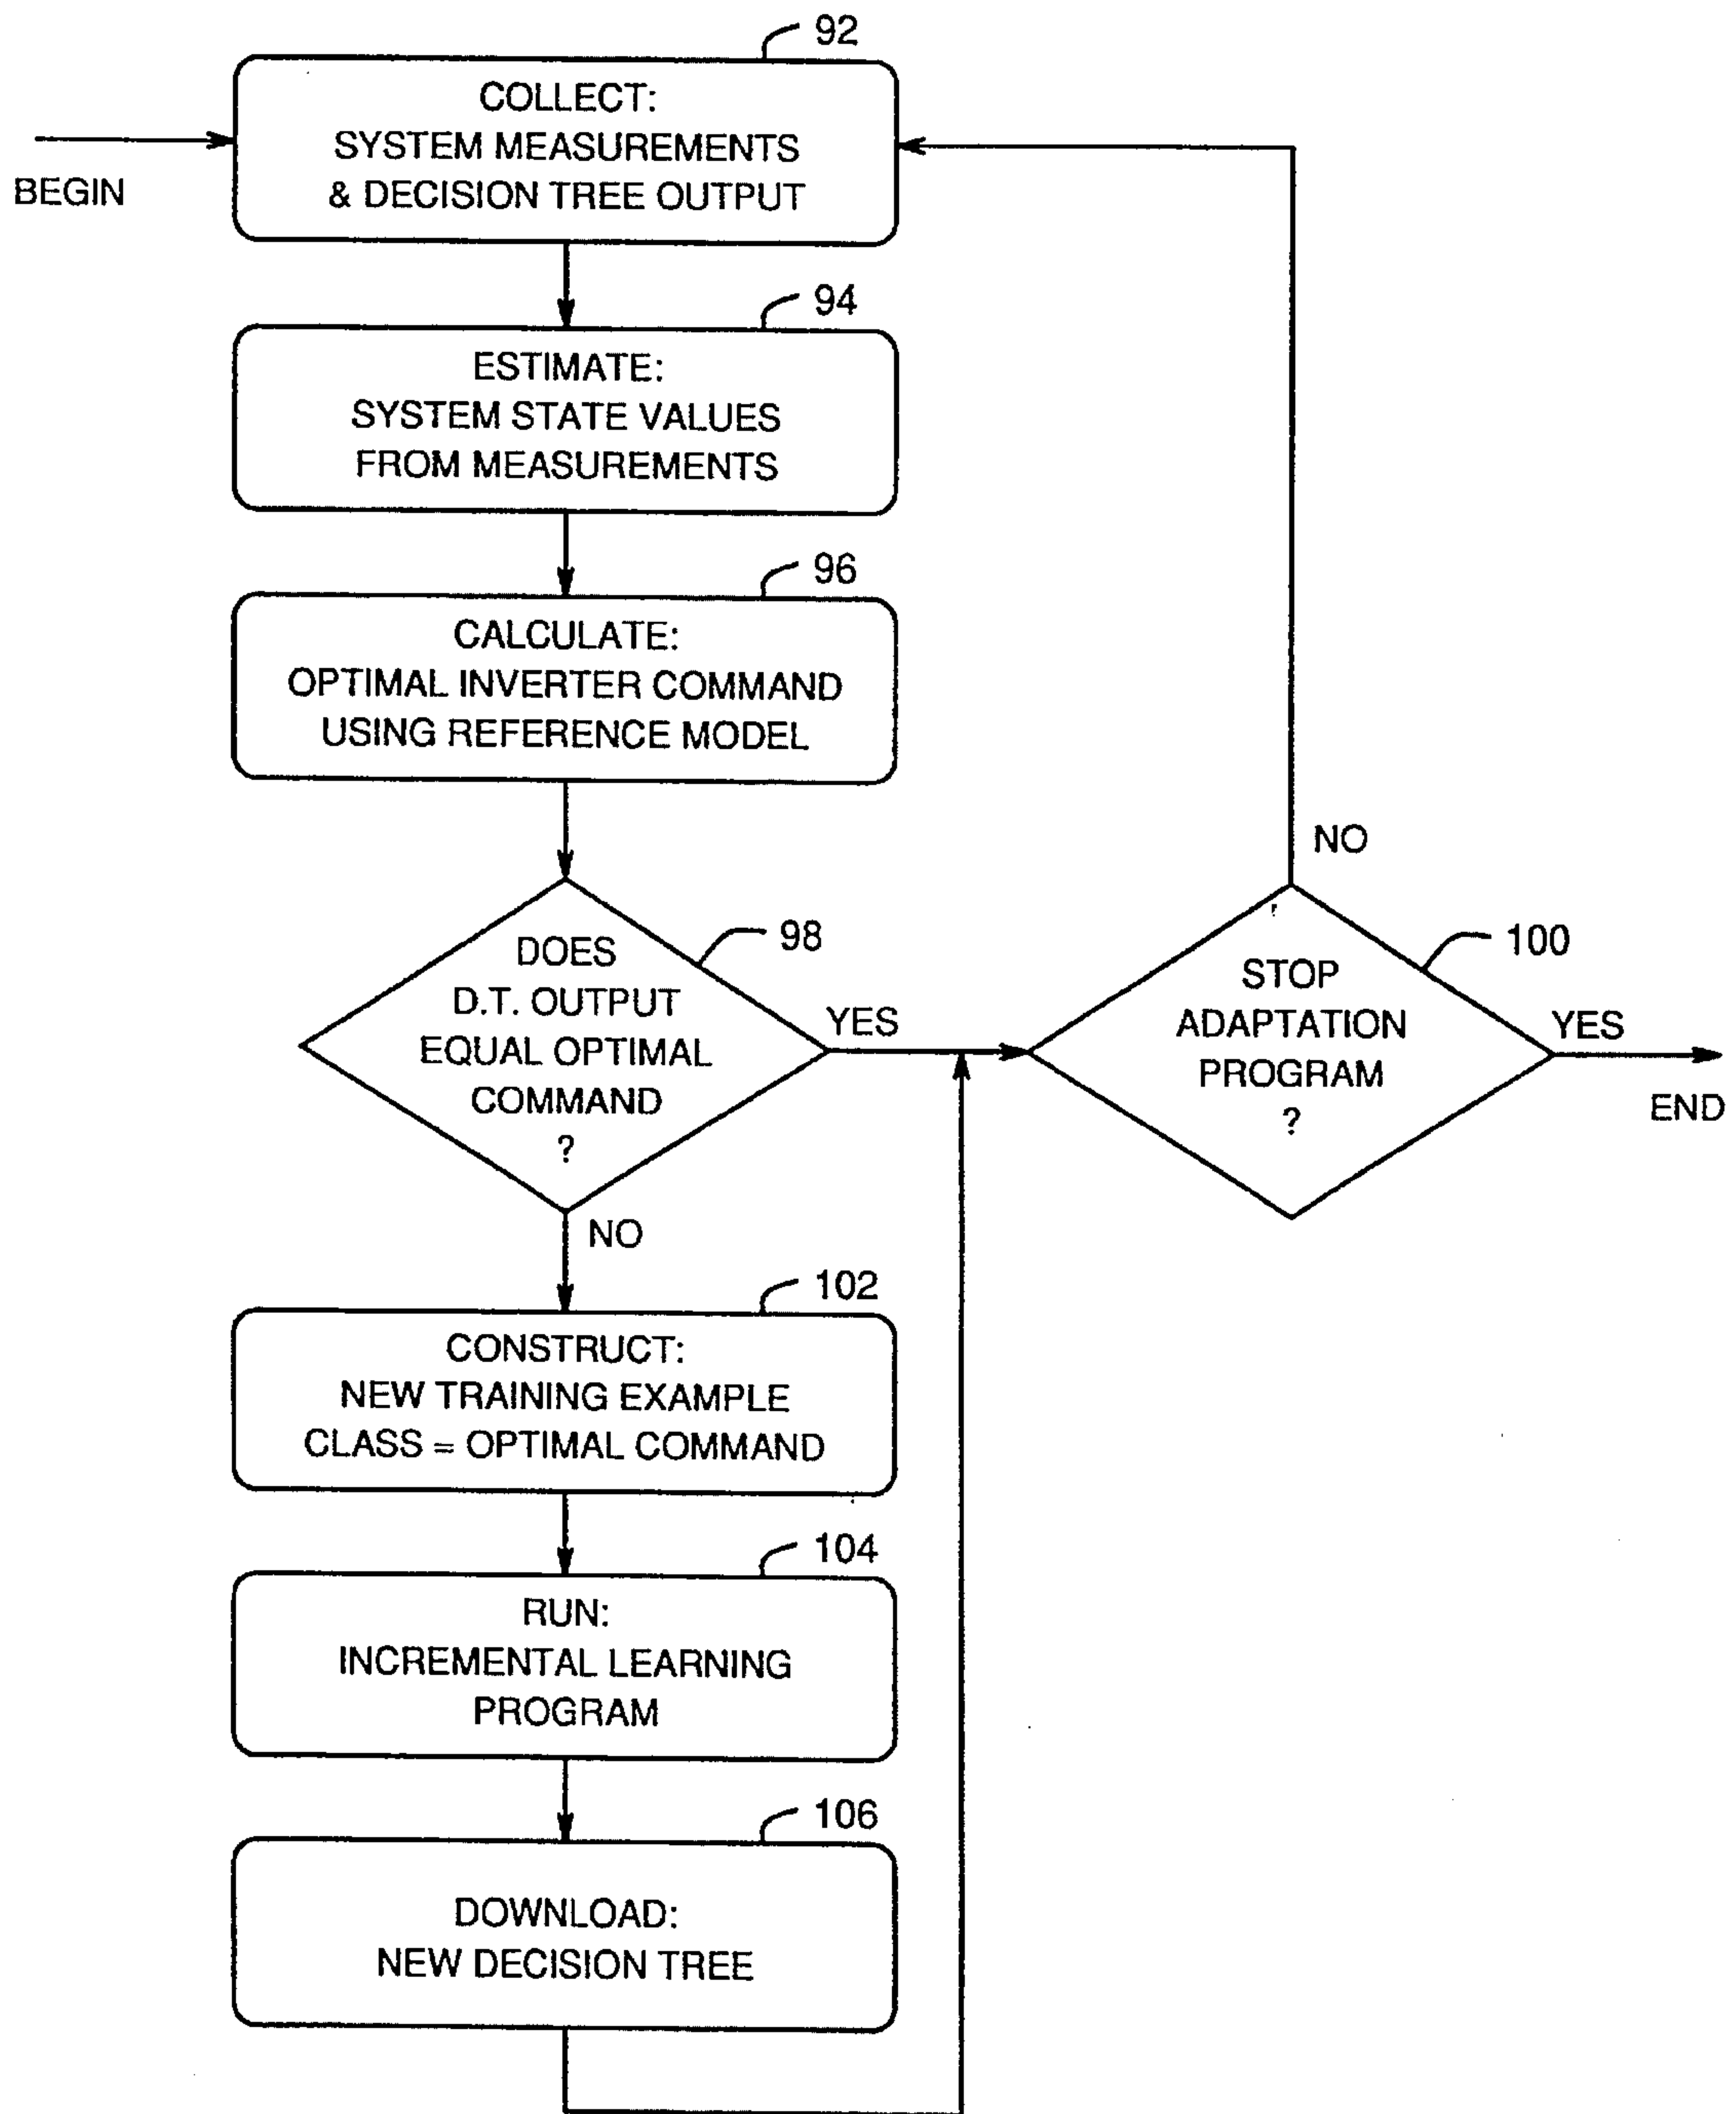 92
COLLECT:
SYSTEM MEASUREMENTS
& DECISION TREE OUTPUT
BEGIN
94
ESTIMATE:
SYSTEM STATE VALUES
FROM MEASUREMENTS
96
CALCULATE:
OPTIMAL INVERTER COMMAND
USING REFERENCE MODEL
98
DOES
D.T. OUTPUT
EQUAL OPTIMAL
COMMAND
?
YES
NO
NO
100
STOP
ADAPTATION
PROGRAM
?
YES
END
102
CONSTRUCT:
NEW TRAINING EXAMPLE
CLASS = OPTIMAL COMMAND
104
RUN:
INCREMENTAL LEARNING
PROGRAM
106
DOWNLOAD:
NEW DECISION TREE